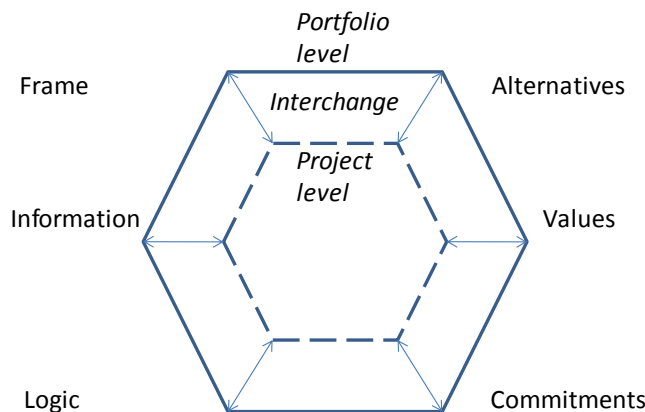 Portfolio
level
Frame
Alternatives
Interchange
Project
level
Information
Values
Logic
Commitments